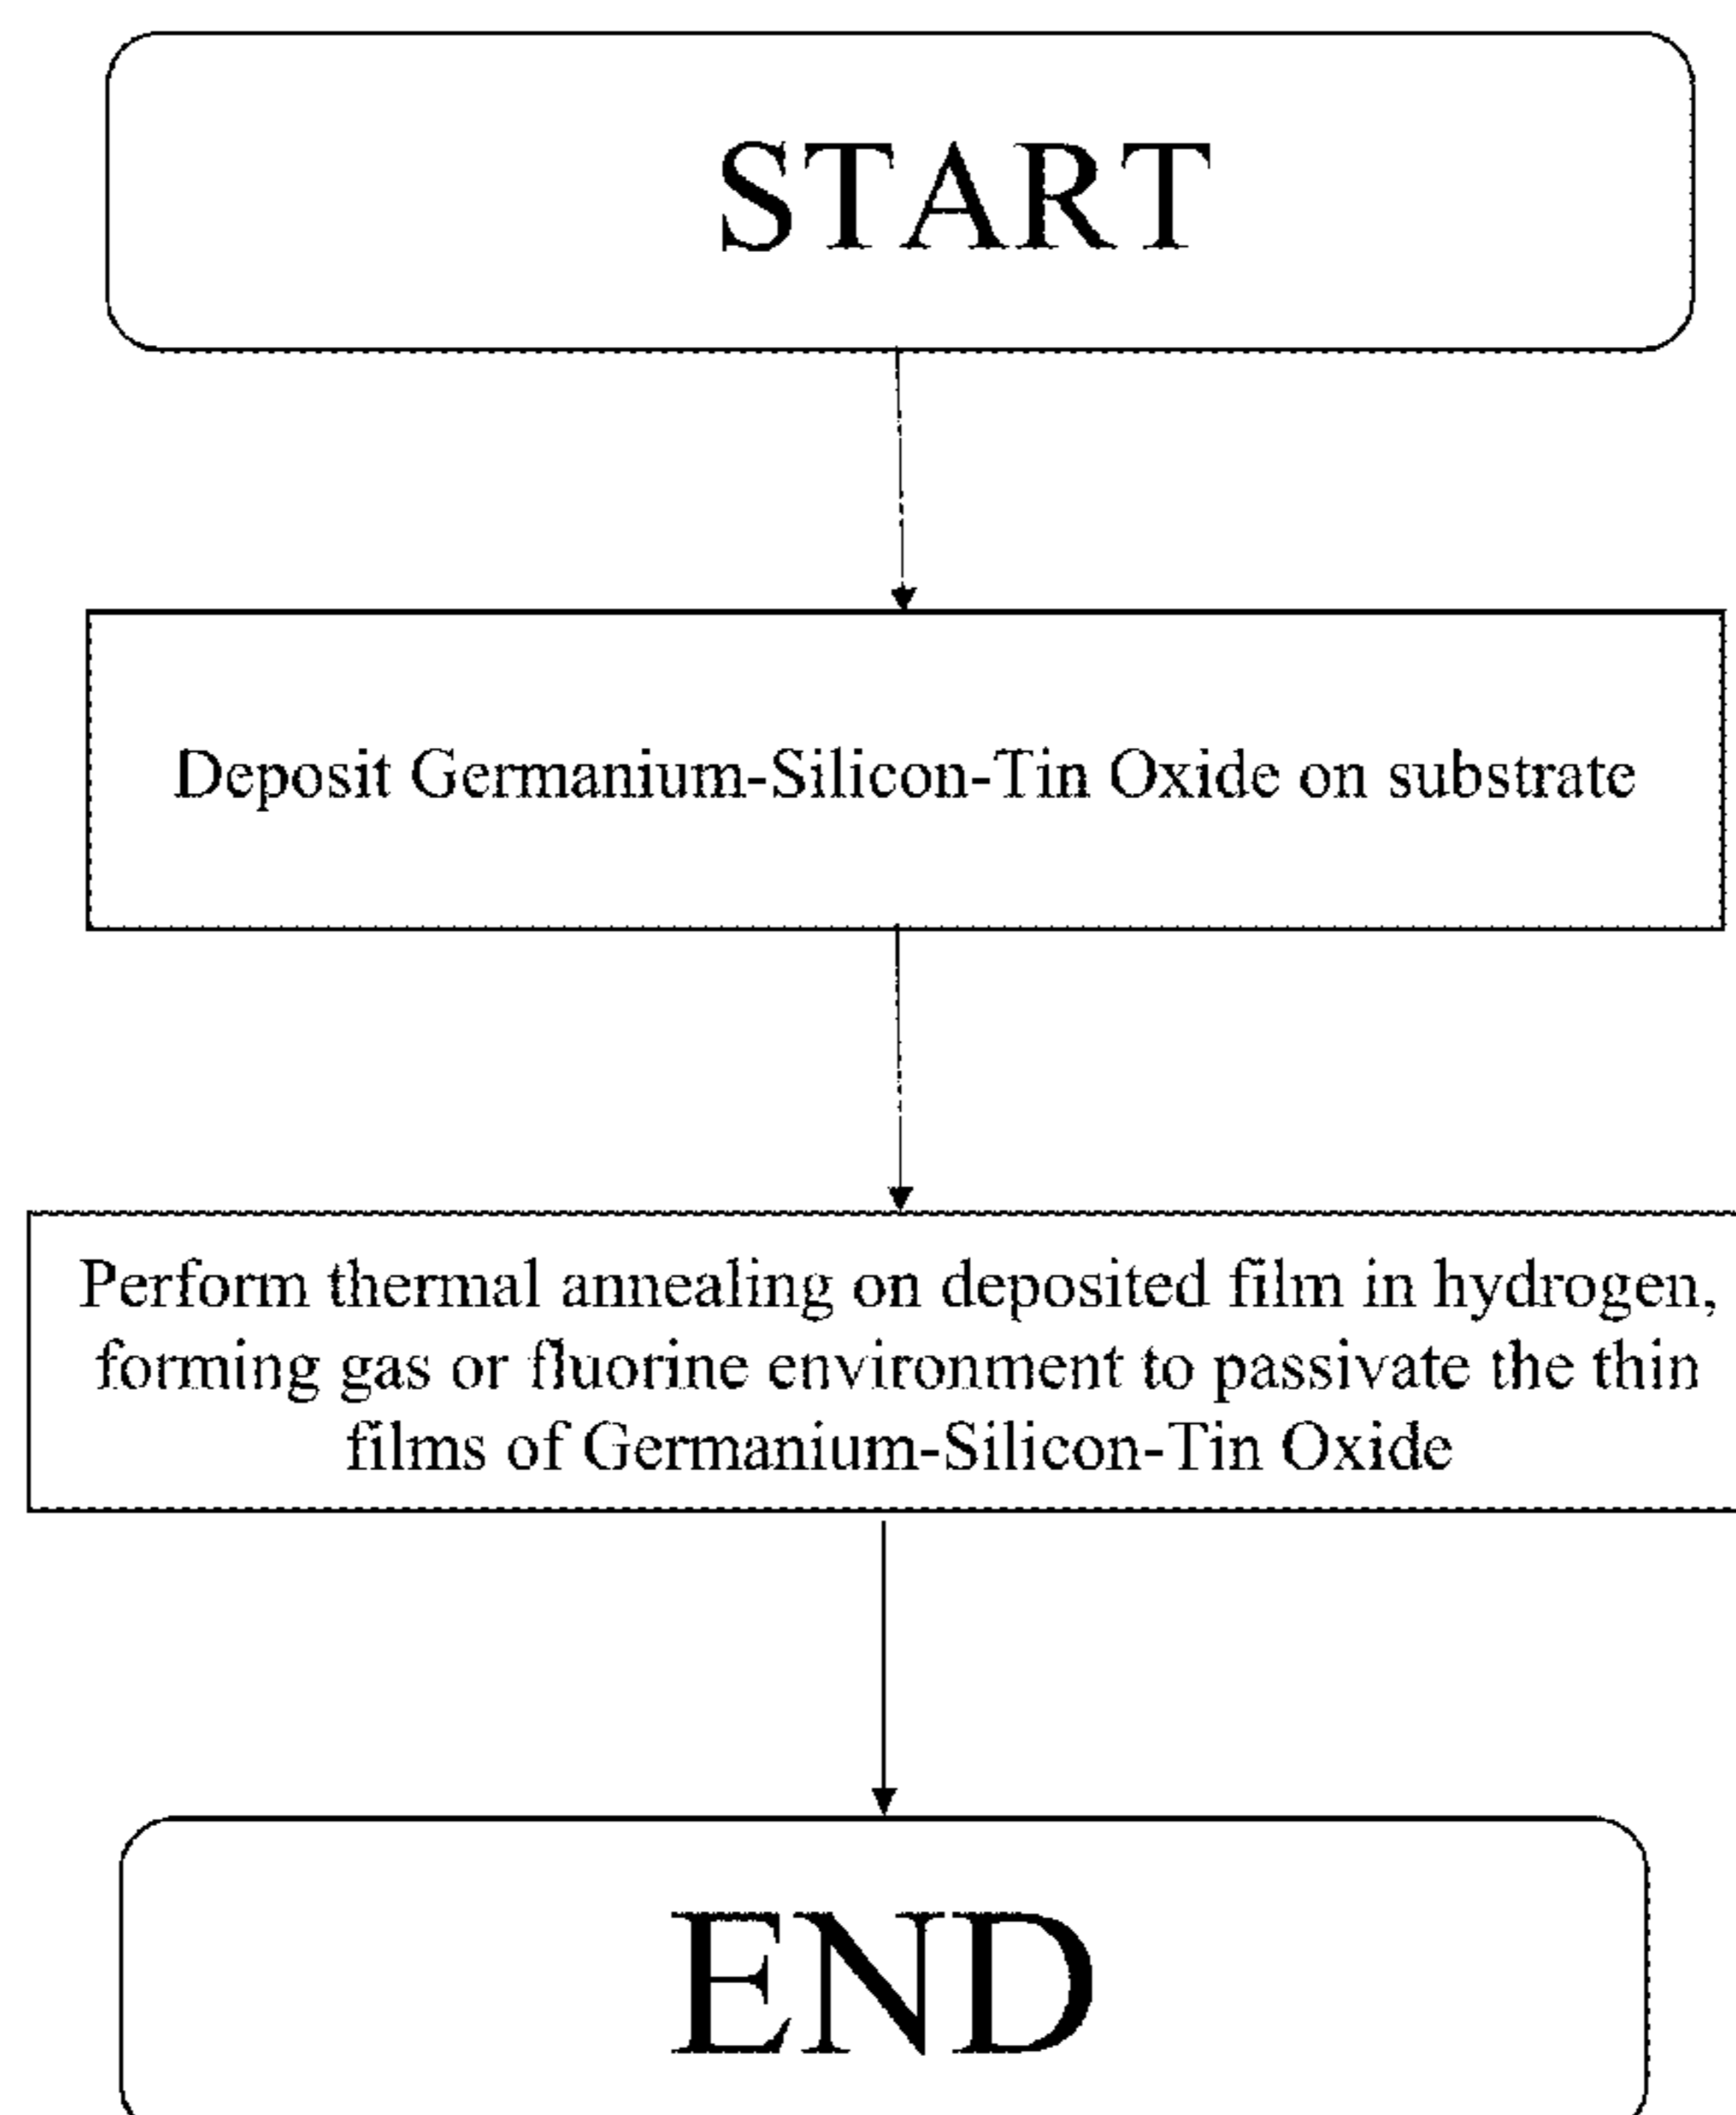 START
Deposit Germanium-Silicon-Tin Oxide on substrate
Perform thermal annealing on deposited film in hydrogen,
forming gas or fluorine environment to passivate the thin
films of Germanium-Silicon-Tin Oxide
END